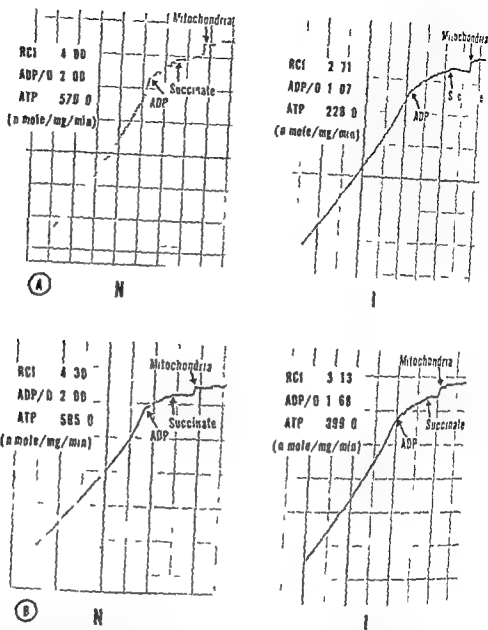 Mitochondria
RCI 4 00
ADP/O 2 00
ATP 570 0
(n mole/mg/min)
Succinate
ADP
A
N
Mitochondria
RCI 2 71
ADP/O 1 07
ATP 228 0
(n mole/mg/min)
ADP
I
Mitochondria
RCI 4 30
ADP/O 2 00
ATP 585 0
(n mole/mg/min)
Succinate
ADP
B
N
Mitochondria
RCI 3 13
ADP/O 1 68
ATP 399 0
(n mole/mg/min)
Succinate
ADP
I